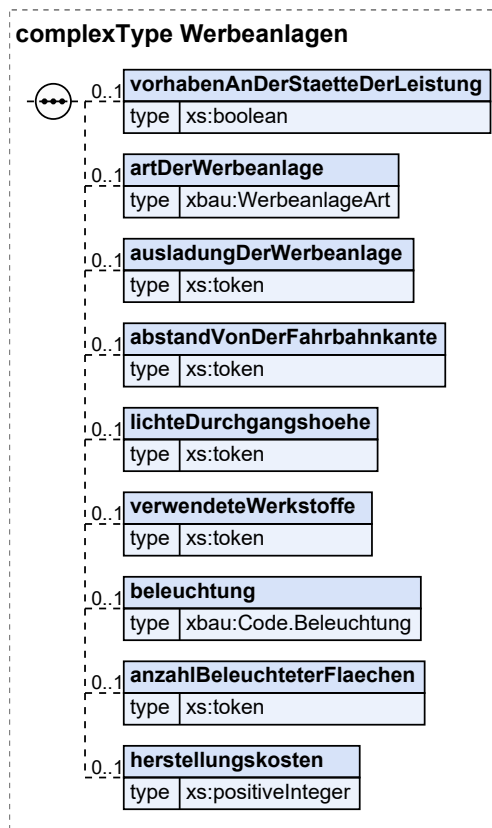 complexType Werbeanlagen
0..1 vorhabenAnDerStaetteDerLeistung
type xs:boolean
0..1 artDerWerbeanlage
type xbau:WerbeanlageArt
0..1 ausladungDerWerbeanlage
type xs:token
0..1 abstandVonDerFahrbahnkante
type xs:token
0..1 lichteDurchgangshoehe
type xs:token
0..1 verwendeteWerkstoffe
type xs:token
0..1 beleuchtung
type xbau:Code.Beleuchtung
0..1 anzahlBeleuchteterFlaechen
type xs:token
0..1 herstellungskosten
type xs:positiveInteger